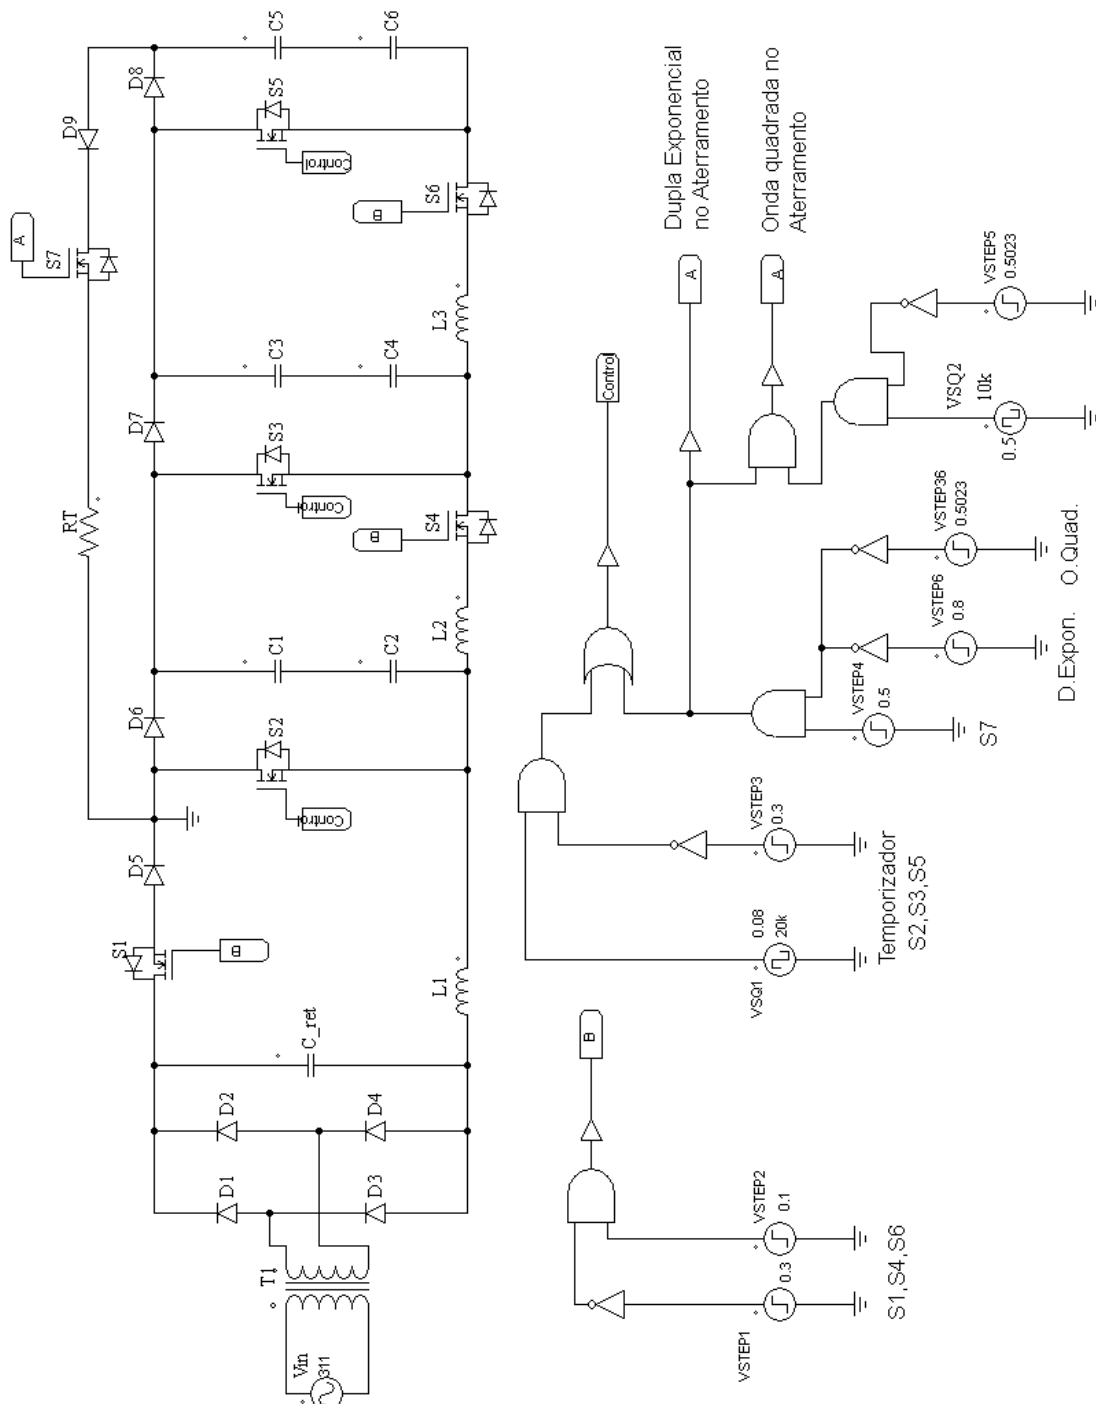 C5
C6
D8
S5
Control
D9
S6
B
A
S7
L3
C3
C4
D7
S3
Control
S4
B
RT
L2
C1
C2
D6
S2
Control
D5
S1
B
L1
C_ret
D2
D4
D1
D3
T1
Vin
311
Dupla Exponencial
no Aterramento
Onda quadrada no
Aterramento
A
A
Control
VSTEP5
0.5023
VSQ2
10k
0.5
VSTEP36
0.5023
VSTEP6
0.8
VSTEP4
0.5
D.Expon. O.Quad.
S7
VSTEP3
0.3
VSQ1
0.08
20k
Temporizador
S2,S3,S5
B
VSTEP2
0.1
VSTEP1
0.3
S1,S4,S6